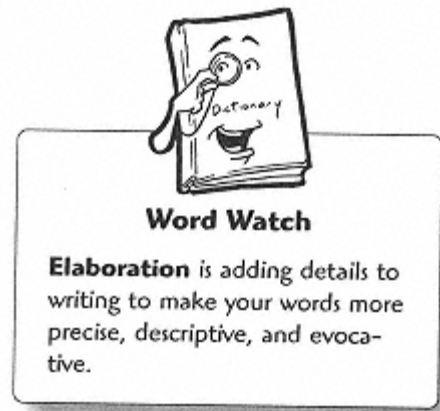 Dictionary
Word Watch
Elaboration is adding details to
writing to make your words more
precise, descriptive, and evoca-
tive.